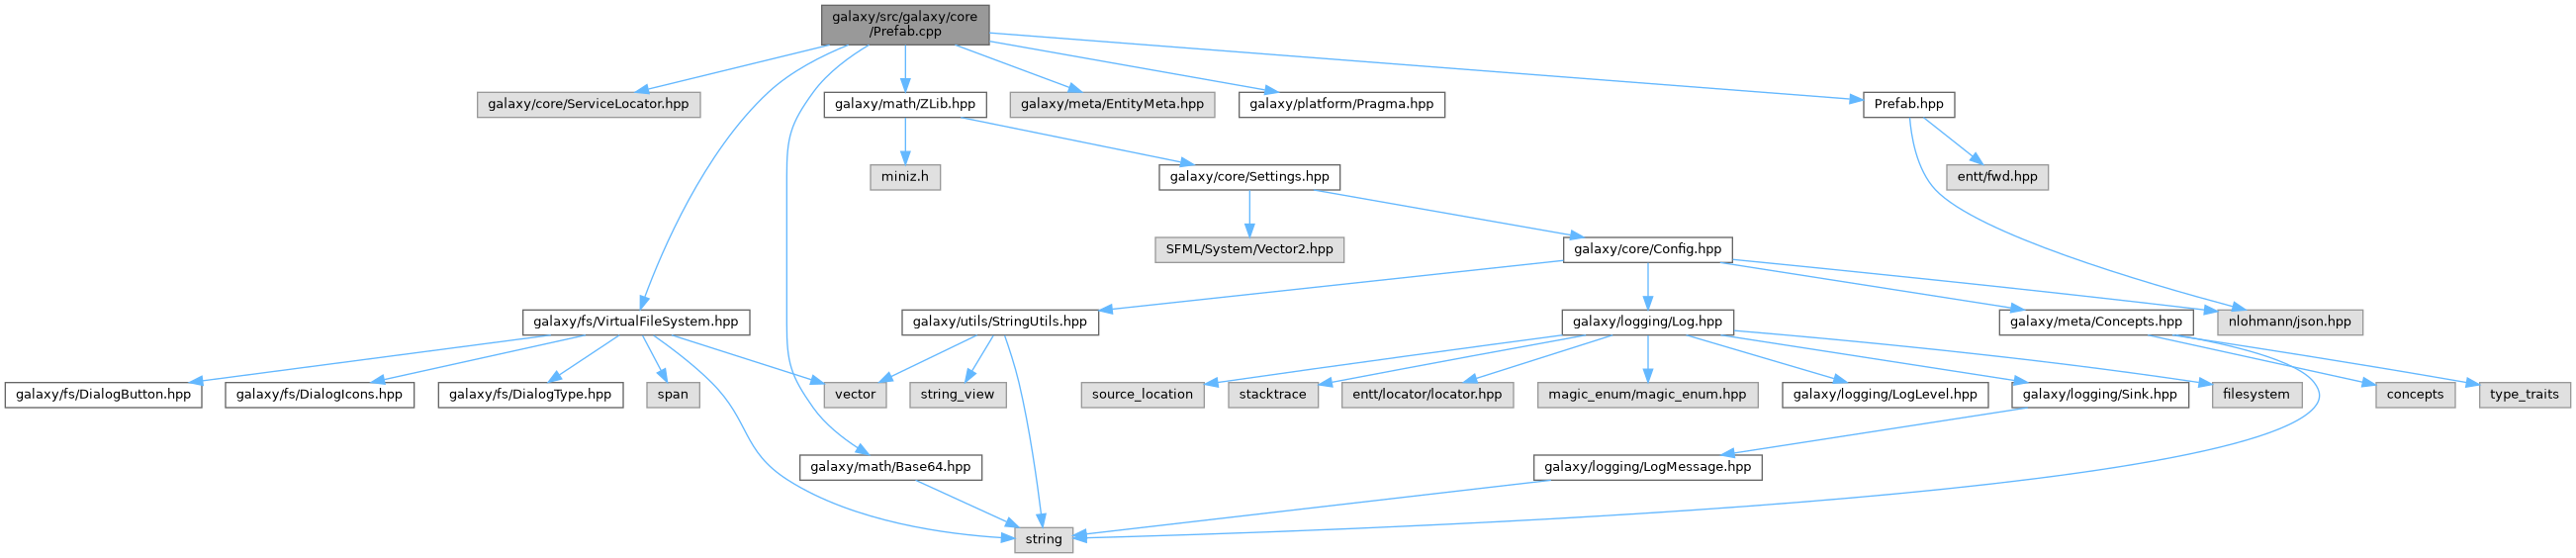 galaxy/src/galaxy/core
/Prefab.cpp
galaxy/core/ServiceLocator.hpp
galaxy/math/ZLib.hpp
galaxy/meta/EntityMeta.hpp
galaxy/platform/Pragma.hpp
Prefab.hpp
miniz.h
galaxy/core/Settings.hpp
entt/fwd.hpp
SFML/System/Vector2.hpp
galaxy/core/Config.hpp
galaxy/fs/VirtualFileSystem.hpp
galaxy/utils/StringUtils.hpp
galaxy/logging/Log.hpp
galaxy/meta/Concepts.hpp
nlohmann/json.hpp
galaxy/fs/DialogButton.hpp
galaxy/fs/DialogIcons.hpp
galaxy/fs/DialogType.hpp
span
vector
string_view
source_location
stacktrace
entt/locator/locator.hpp
magic_enum/magic_enum.hpp
galaxy/logging/LogLevel.hpp
galaxy/logging/Sink.hpp
filesystem
concepts
type_traits
galaxy/math/Base64.hpp
galaxy/logging/LogMessage.hpp
string